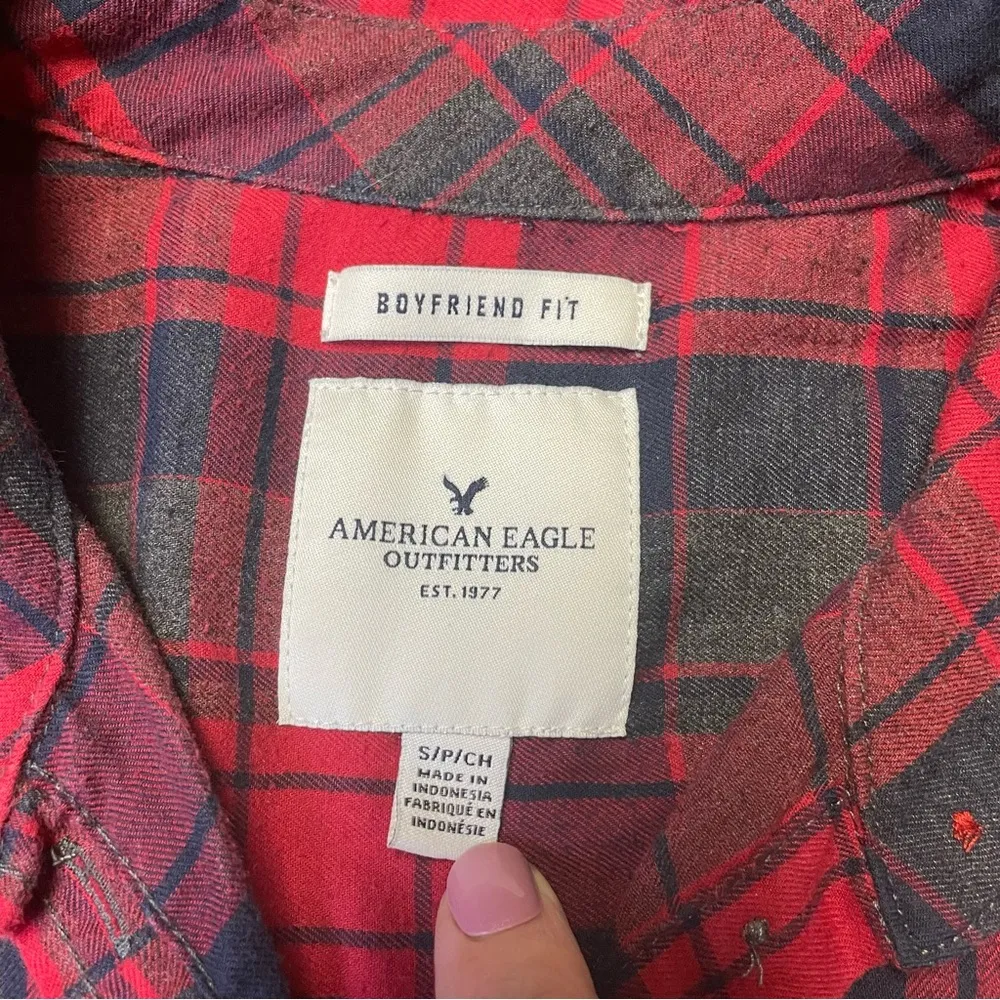 BOYFRIEND FIT
AMERICAN EAGLE
OUTFITTERS
EST. 1977
S/P/CH
MADE IN
INDONESIA
FABRIQUÉ EN
INDONÉSIE